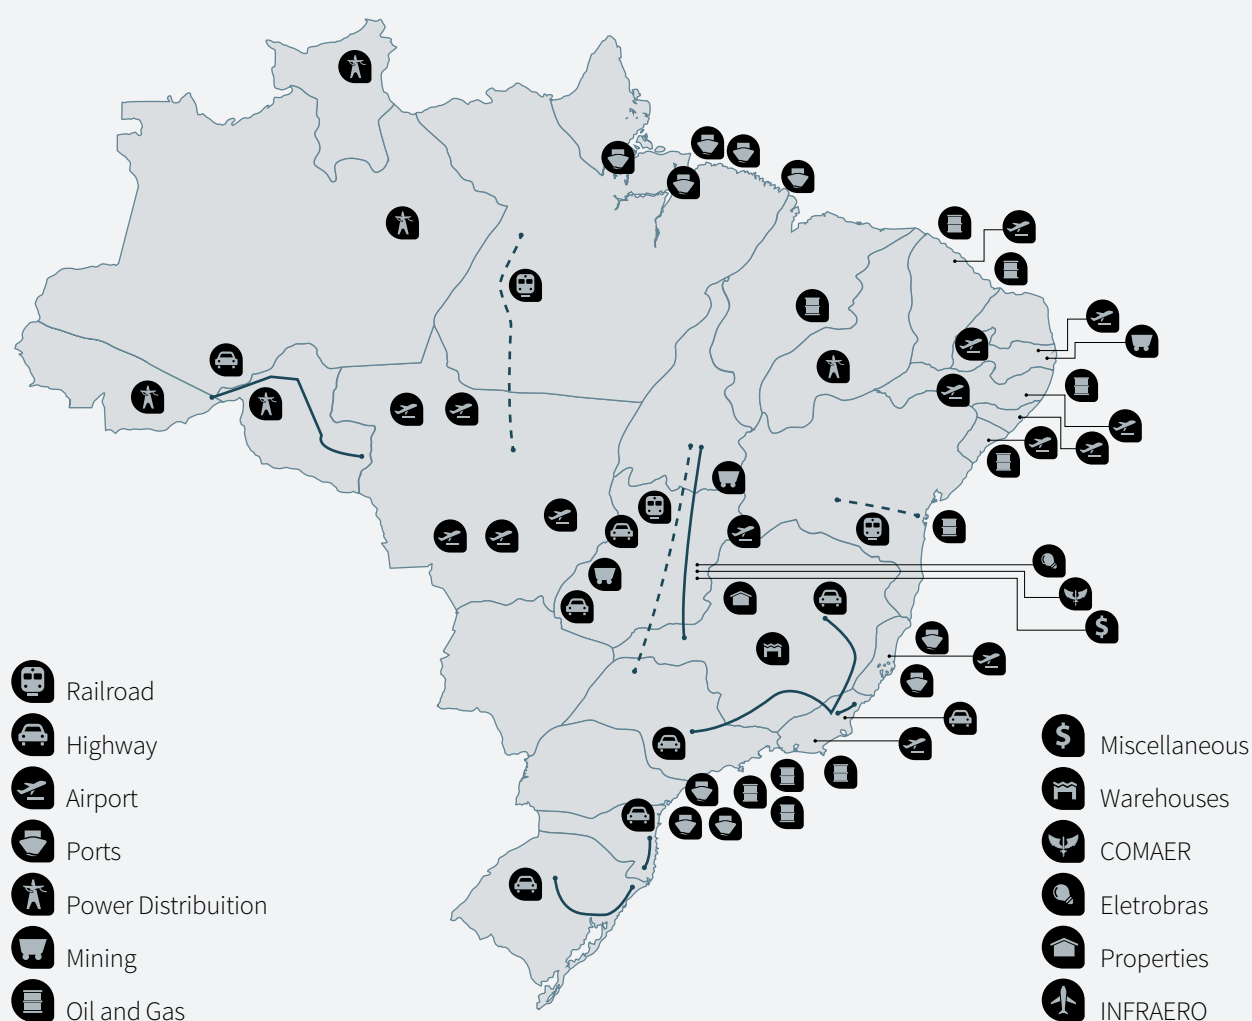 Railroad
Highway
Airport
Ports
Power Distribuition
Mining
Oil and Gas
$ Miscellaneous
Warehouses
COMAER
Eletrobras
Properties
INFRAERO
$